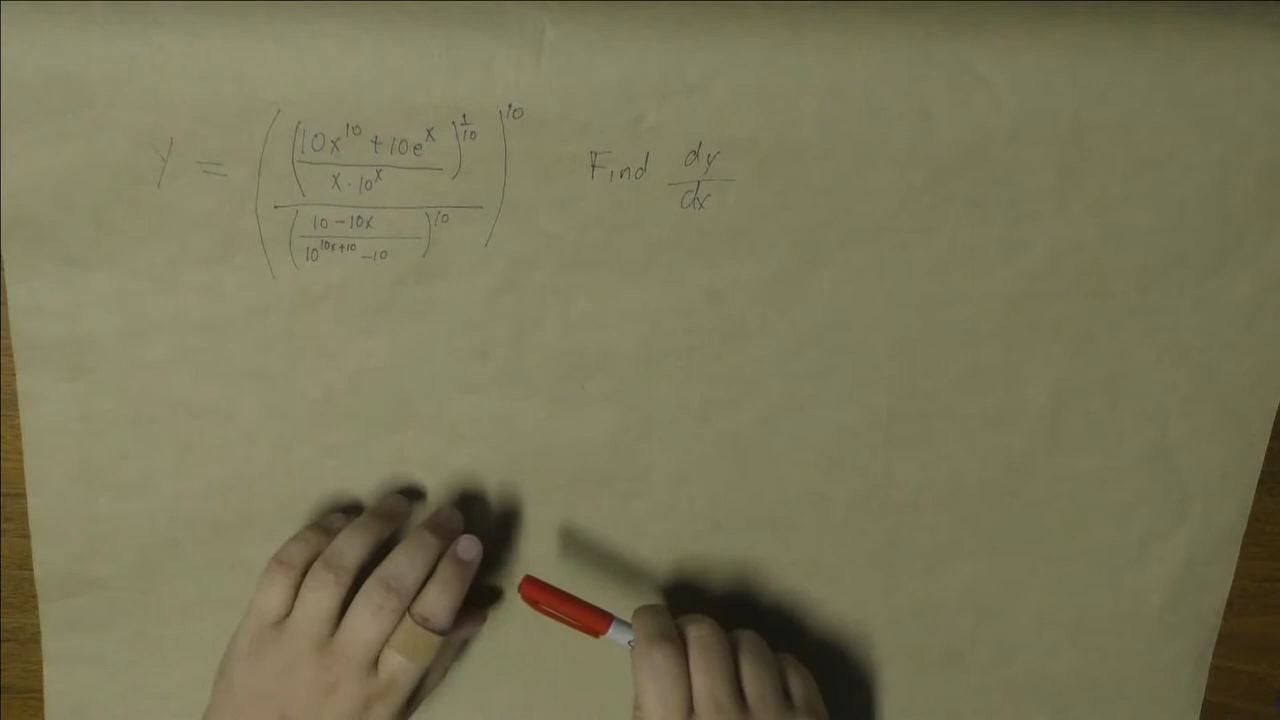 Y = ( ( (10x^10 + 10e^x) / (x · 10^x) )^(1/10) / ( (10 - 10x) / (10^(10x+10) - 10) )^10 )^10 Find dy/dx